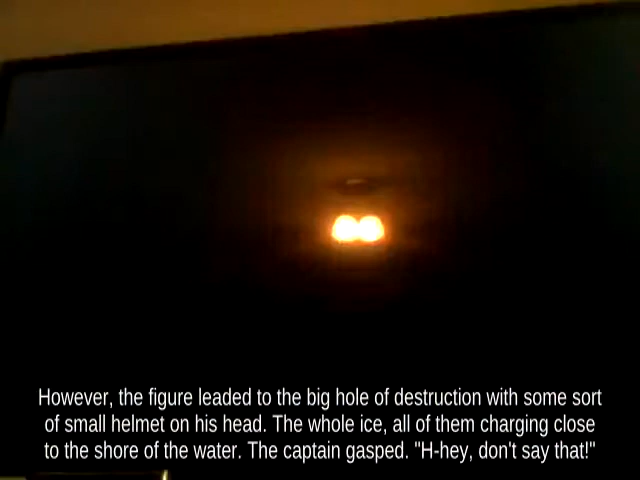 However, the figure leaded to the big hole of destruction with some sort
of small helmet on his head. The whole ice, all of them charging close
to the shore of the water. The captain gasped. "H-hey, don't say that!"